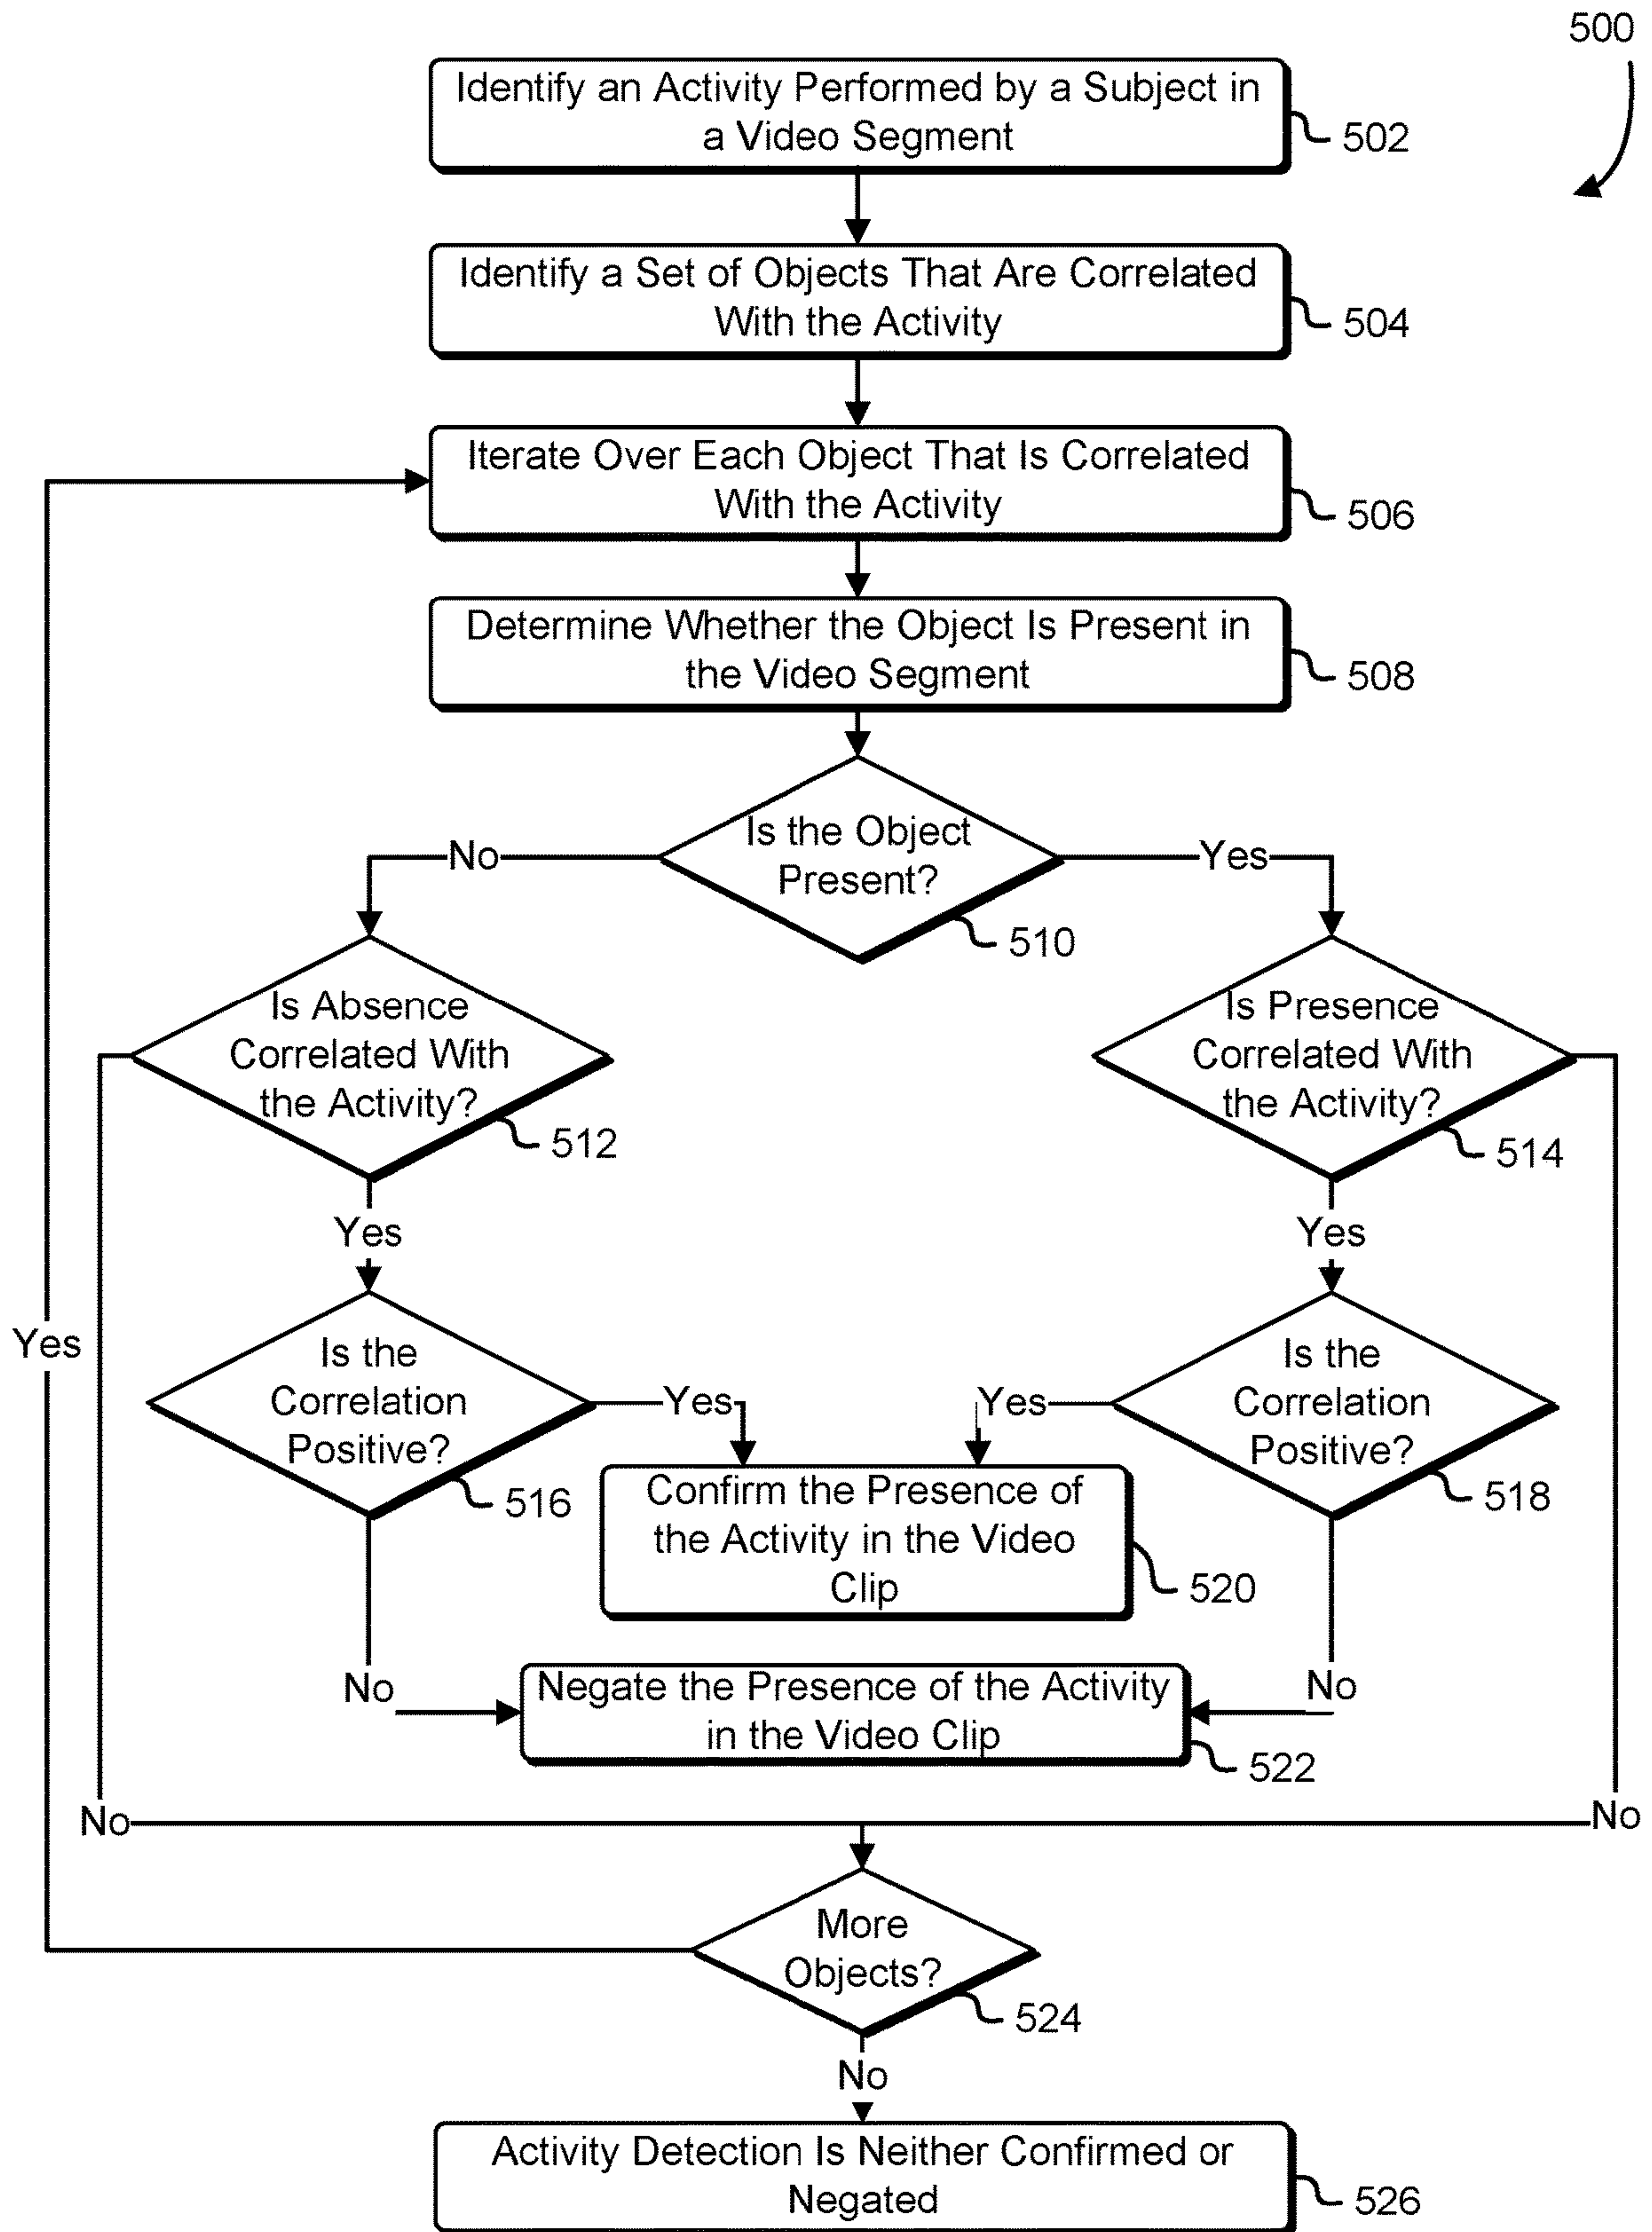 500
Identify an Activity Performed by a Subject in
a Video Segment
502
Identify a Set of Objects That Are Correlated
With the Activity
504
Iterate Over Each Object That Is Correlated
With the Activity
506
Determine Whether the Object Is Present in
the Video Segment
508
Is the Object
Present?
510
No
Yes
Is Absence
Correlated With
the Activity?
512
Is Presence
Correlated With
the Activity?
514
Yes
Yes
Yes
Is the
Correlation
Positive?
516
Yes
Yes
Is the
Correlation
Positive?
518
Confirm the Presence of
the Activity in the Video
Clip
520
No
Negate the Presence of the Activity
in the Video Clip
522
No
No
No
More
Objects?
524
No
Activity Detection Is Neither Confirmed or
Negated
526